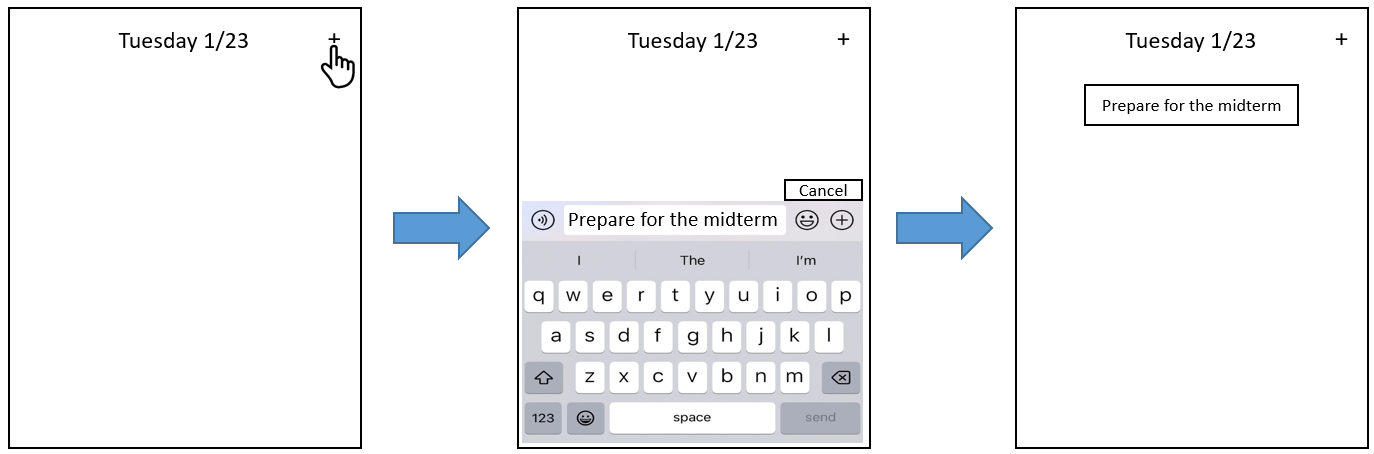 Tuesday 1/23 +
Tuesday 1/23 +
Cancel
Prepare for the midterm
I The I'm
q w e r t y u i o p
a s d f g h j k l
z x c v b n m
123 space send
Tuesday 1/23 +
Prepare for the midterm